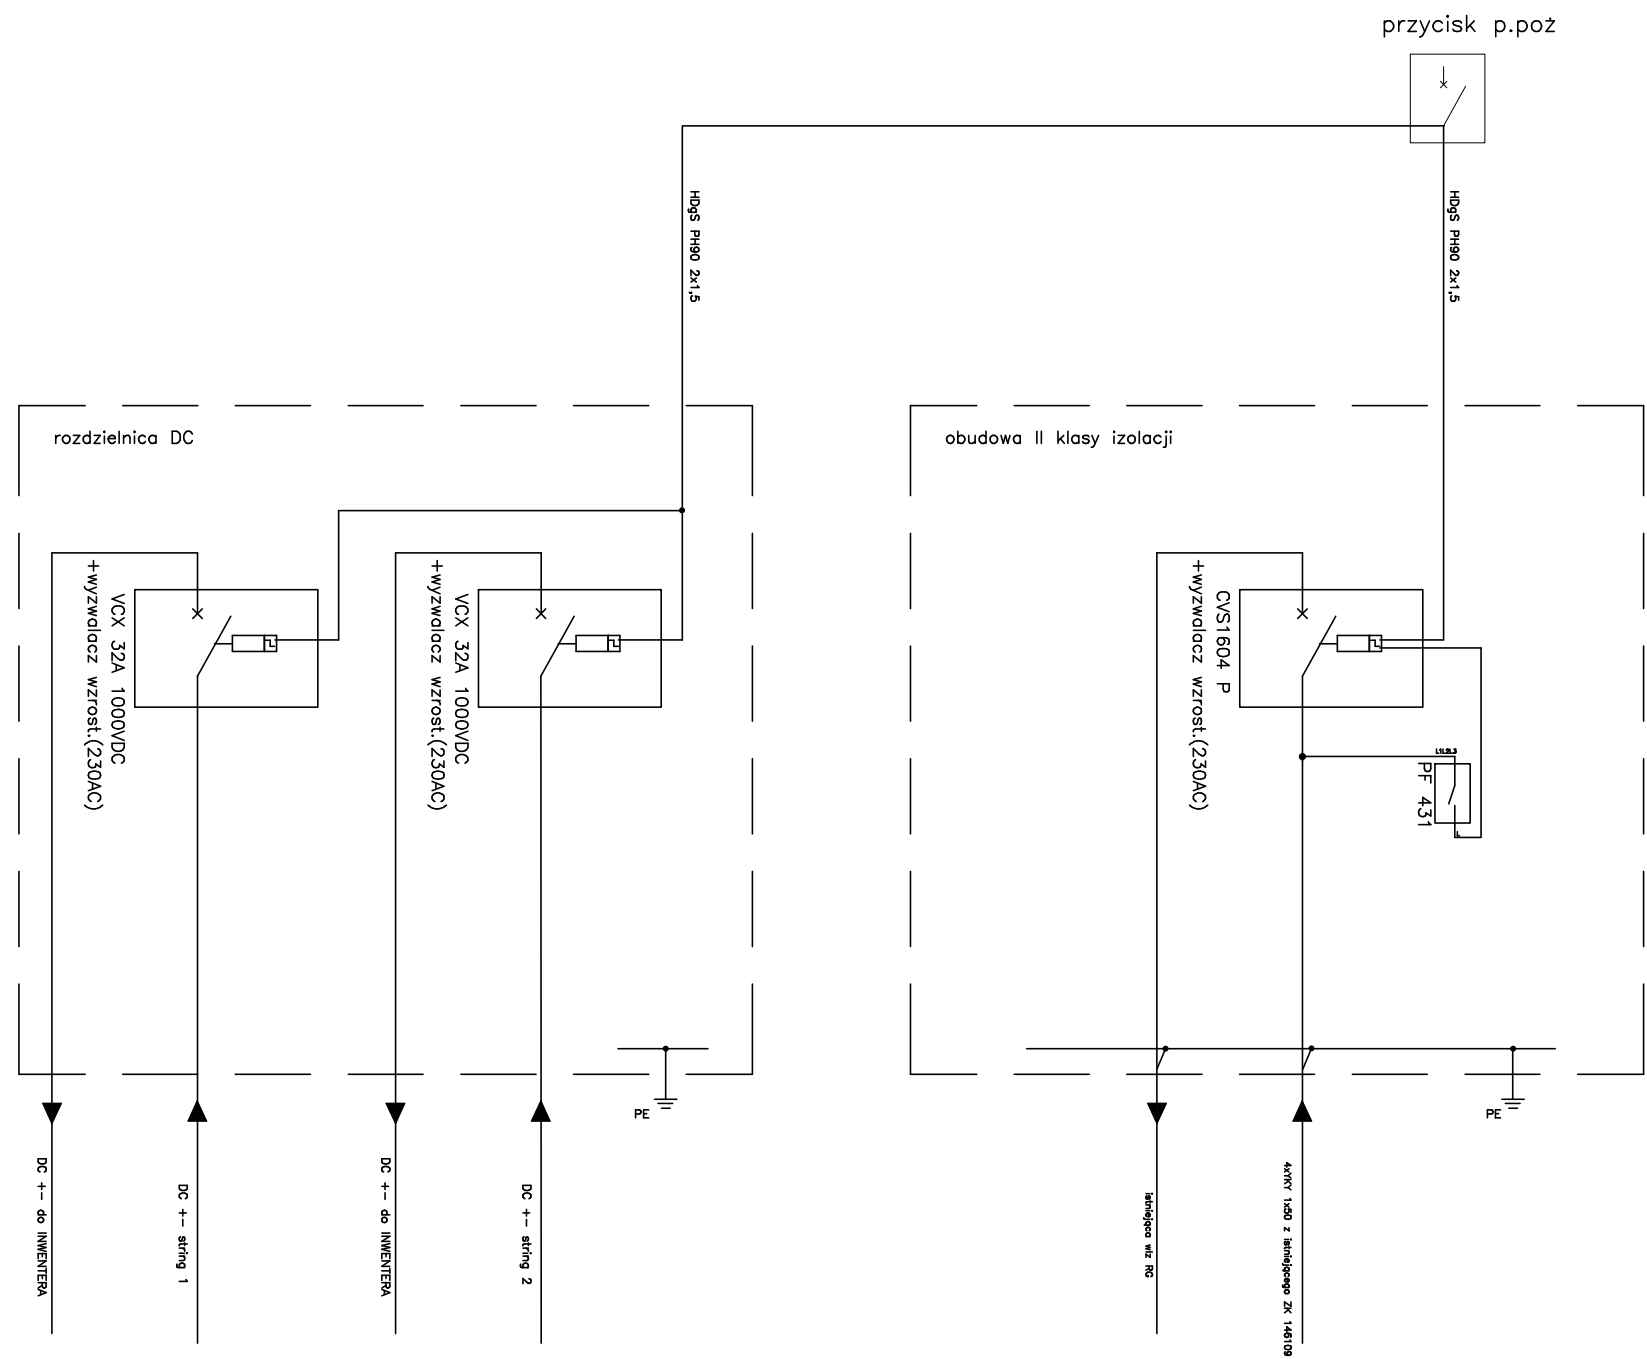 przycisk p.poż
HDgS PH90 2x1,5
HDgS PH90 2x1,5
rozdzielnica DC
obudowa II klasy izolacji
VCX 32A 1000VDC
+wyzwalacz wzrost.(230AC)
VCX 32A 1000VDC
+wyzwalacz wzrost.(230AC)
CVS1604 P
+wyzwalacz wzrost.(230AC)
L1L2L3
PF 431
L
PE
PE
DC +- do INWENTERA
DC +- string 1
DC +- do INWENTERA
DC +- string 2
istniejąca wlz RG
4xYKY 1x50 z istniejącego ZK 146109